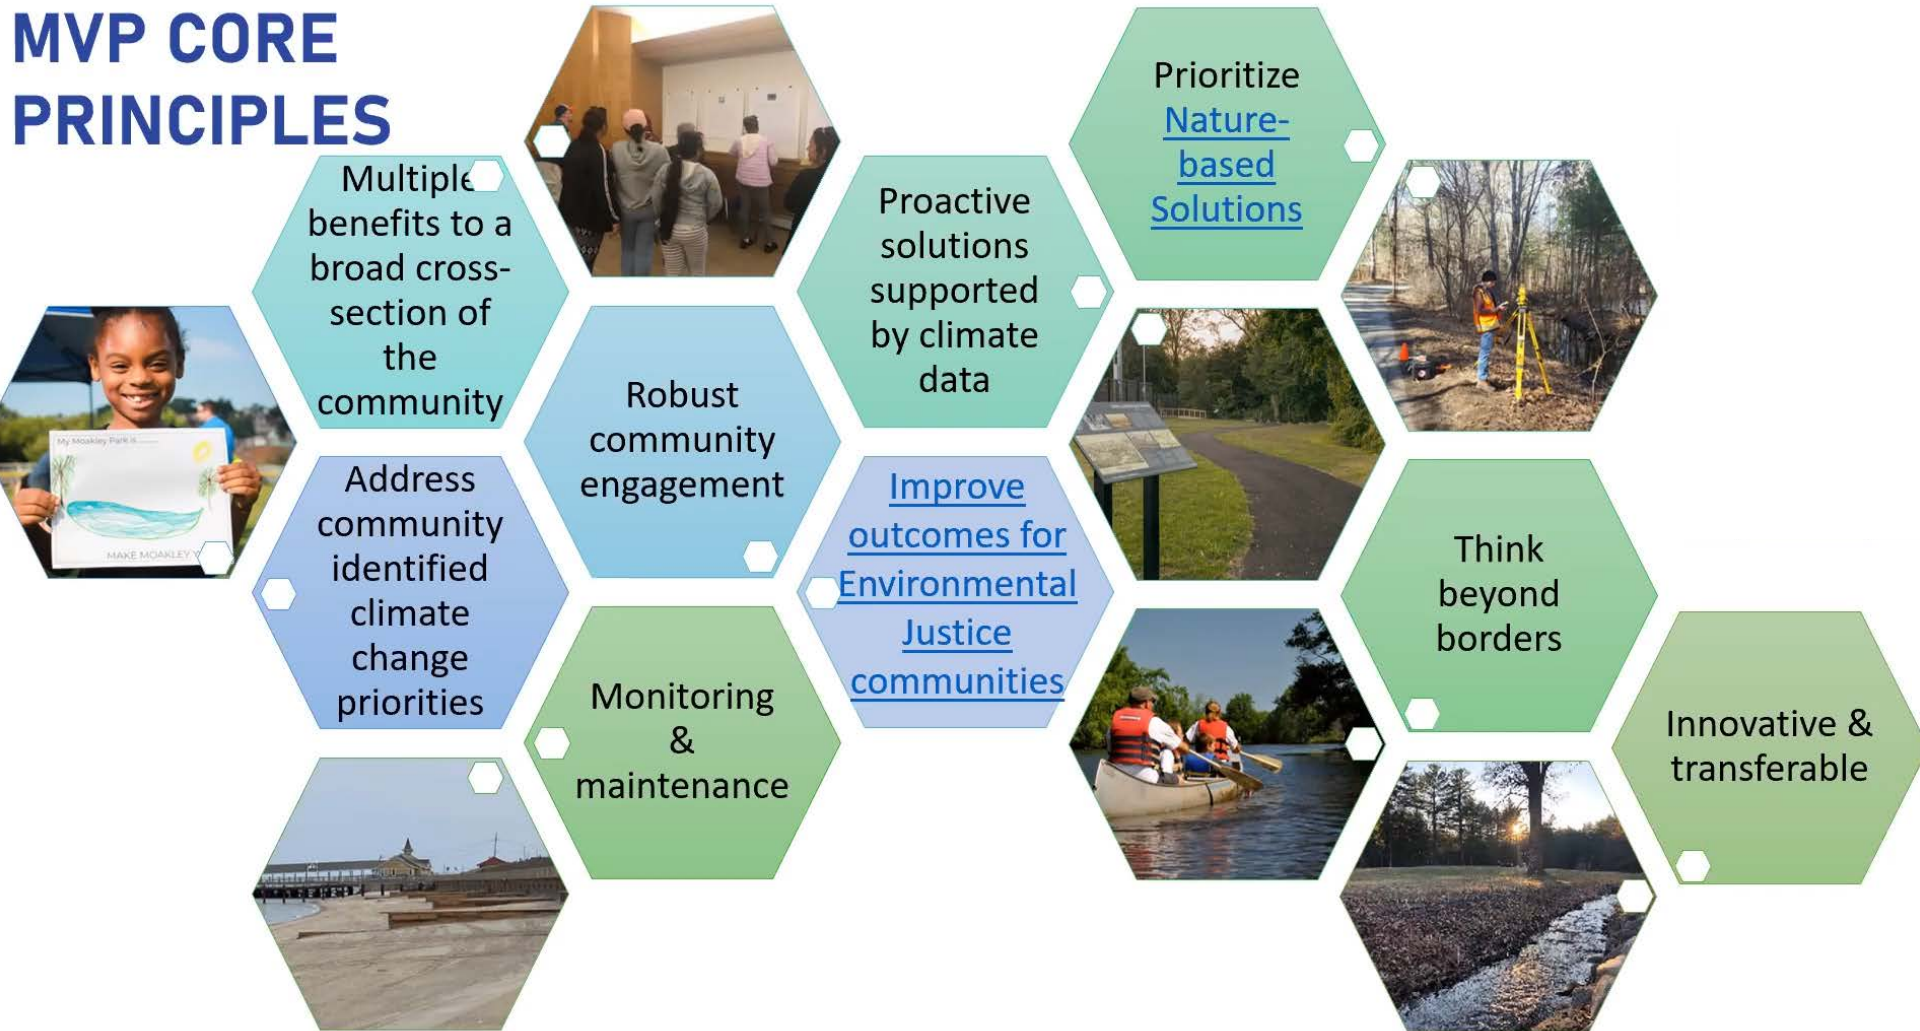 MVP CORE
PRINCIPLES
Multiple
benefits to a
broad cross-
section of
the
community
Address
community
identified
climate
change
priorities
Robust
community
engagement
Monitoring
&
maintenance
Proactive
solutions
supported
by climate
data
Improve
outcomes for
Environmental
Justice
communities
Prioritize
Nature-
based
Solutions
Think
beyond
borders
Innovative &
transferable
My Moakley Park is
MAKE MOAKLEY